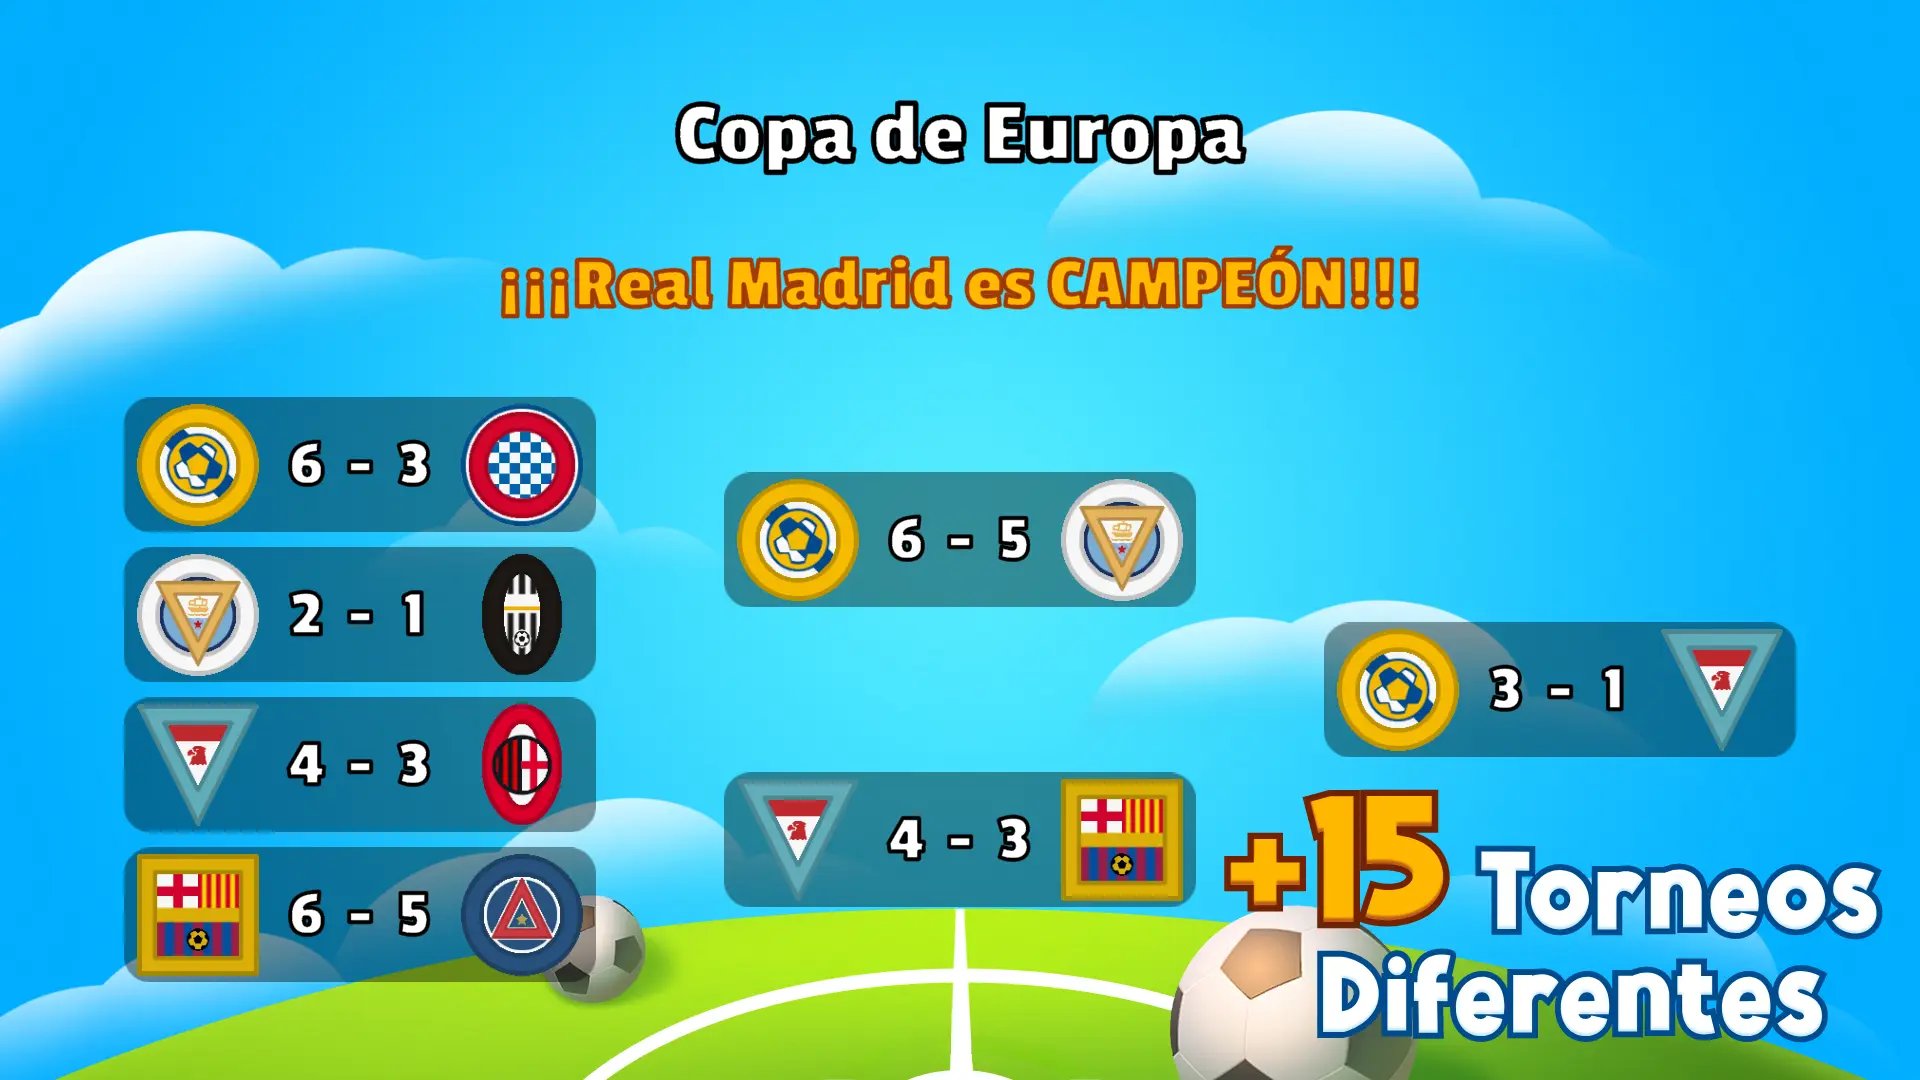 Copa de Europa
¡¡¡Real Madrid es CAMPEÓN!!!
6 - 3
2 - 1
4 - 3
6 - 5
6 - 5
4 - 3
3 - 1
+15 Torneos
Diferentes